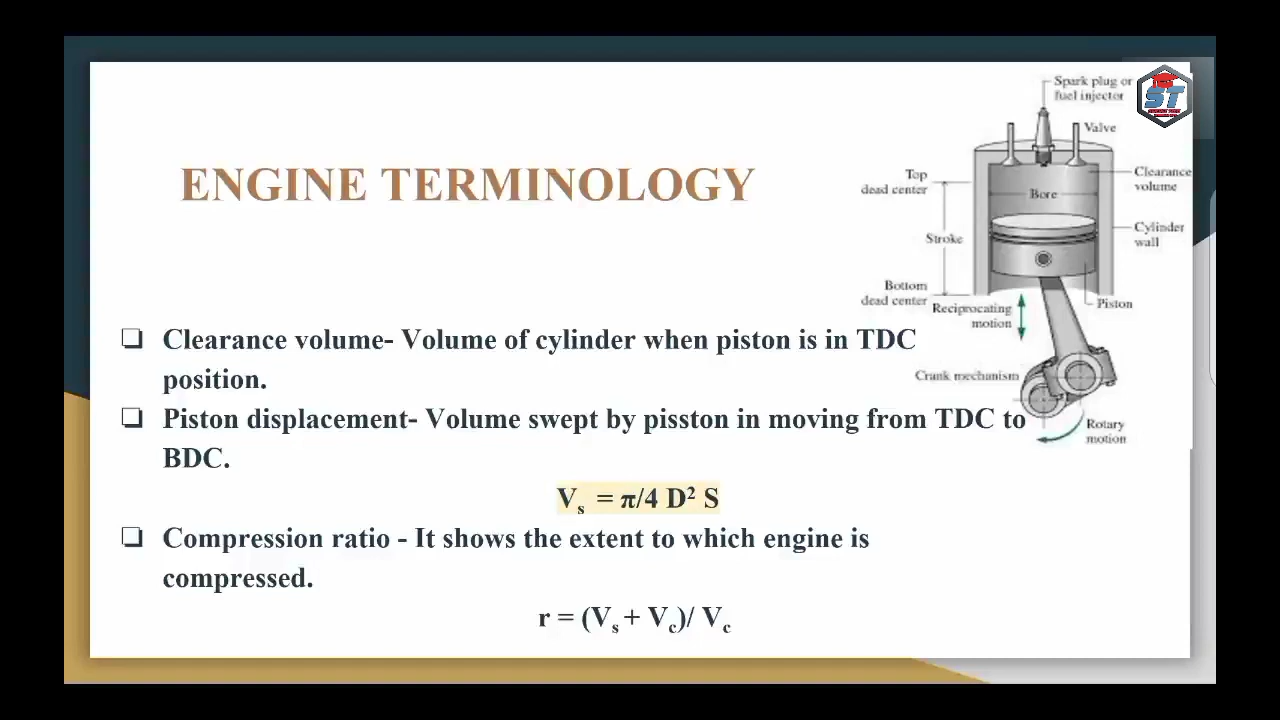 Spark plug or
fuel injector
ST
Valve
ENGINE TERMINOLOGY
Top
dead center
Clearance
volume
Bore
Stroke
Cylinder
wall
Bottom
dead center
Reciprocating
motion
Piston
Crank mechanism
Rotary
motion
❏ Clearance volume- Volume of cylinder when piston is in TDC
position.
❏ Piston displacement- Volume swept by pisston in moving from TDC to
BDC.
Vs = π/4 D² S
❏ Compression ratio - It shows the extent to which engine is
compressed.
r = (Vs + Vc)/ Vc